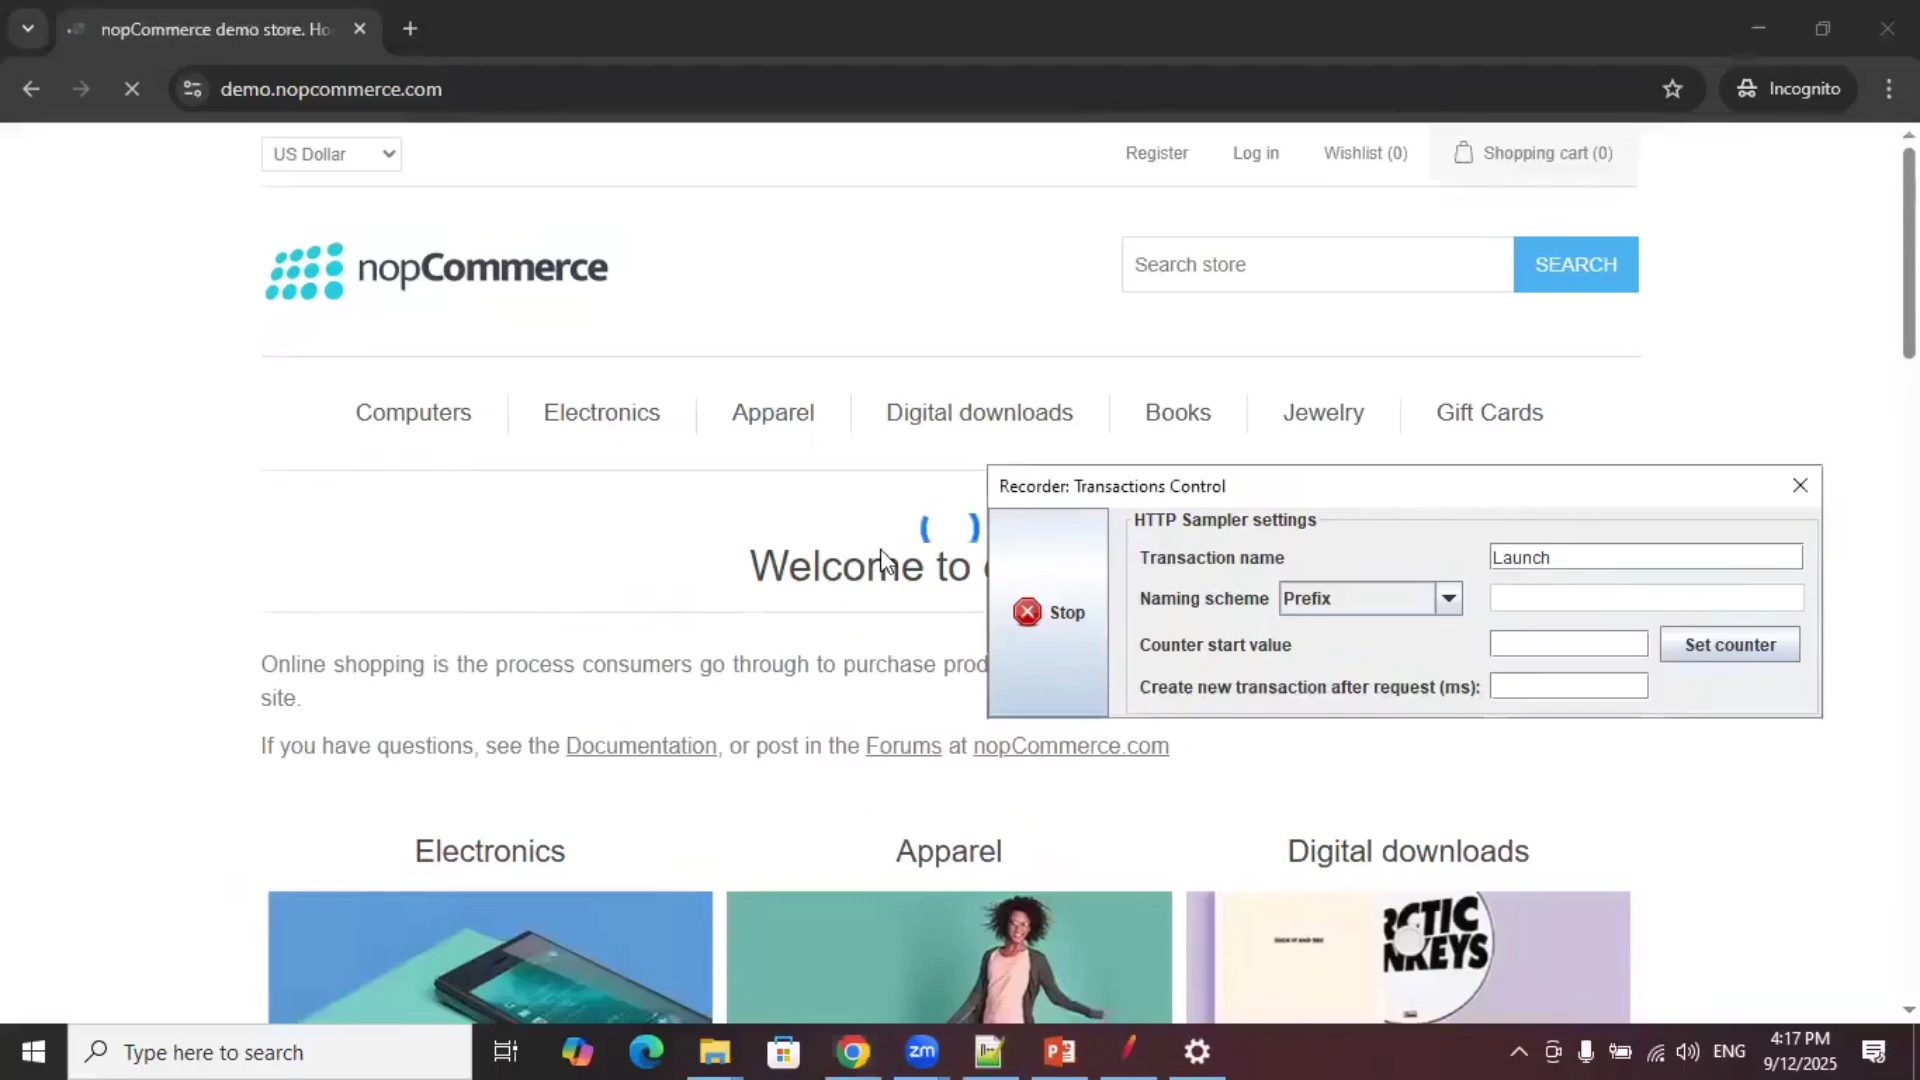 nopCommerce demo store. Ho
demo.nopcommerce.com
Incognito
US Dollar
Register
Log in
Wishlist (0)
Shopping cart (0)
nopCommerce
Search store
SEARCH
Computers
Electronics
Apparel
Digital downloads
Books
Jewelry
Gift Cards
Welcome to
Recorder: Transactions Control
HTTP Sampler settings
Transaction name
Launch
Naming scheme
Prefix
Stop
Counter start value
Set counter
Create new transaction after request (ms):
Online shopping is the process consumers go through to purchase prod
site.
If you have questions, see the Documentation, or post in the Forums at nopCommerce.com
Electronics
Apparel
Digital downloads
Type here to search
zm
ENG
4:17 PM
9/12/2025